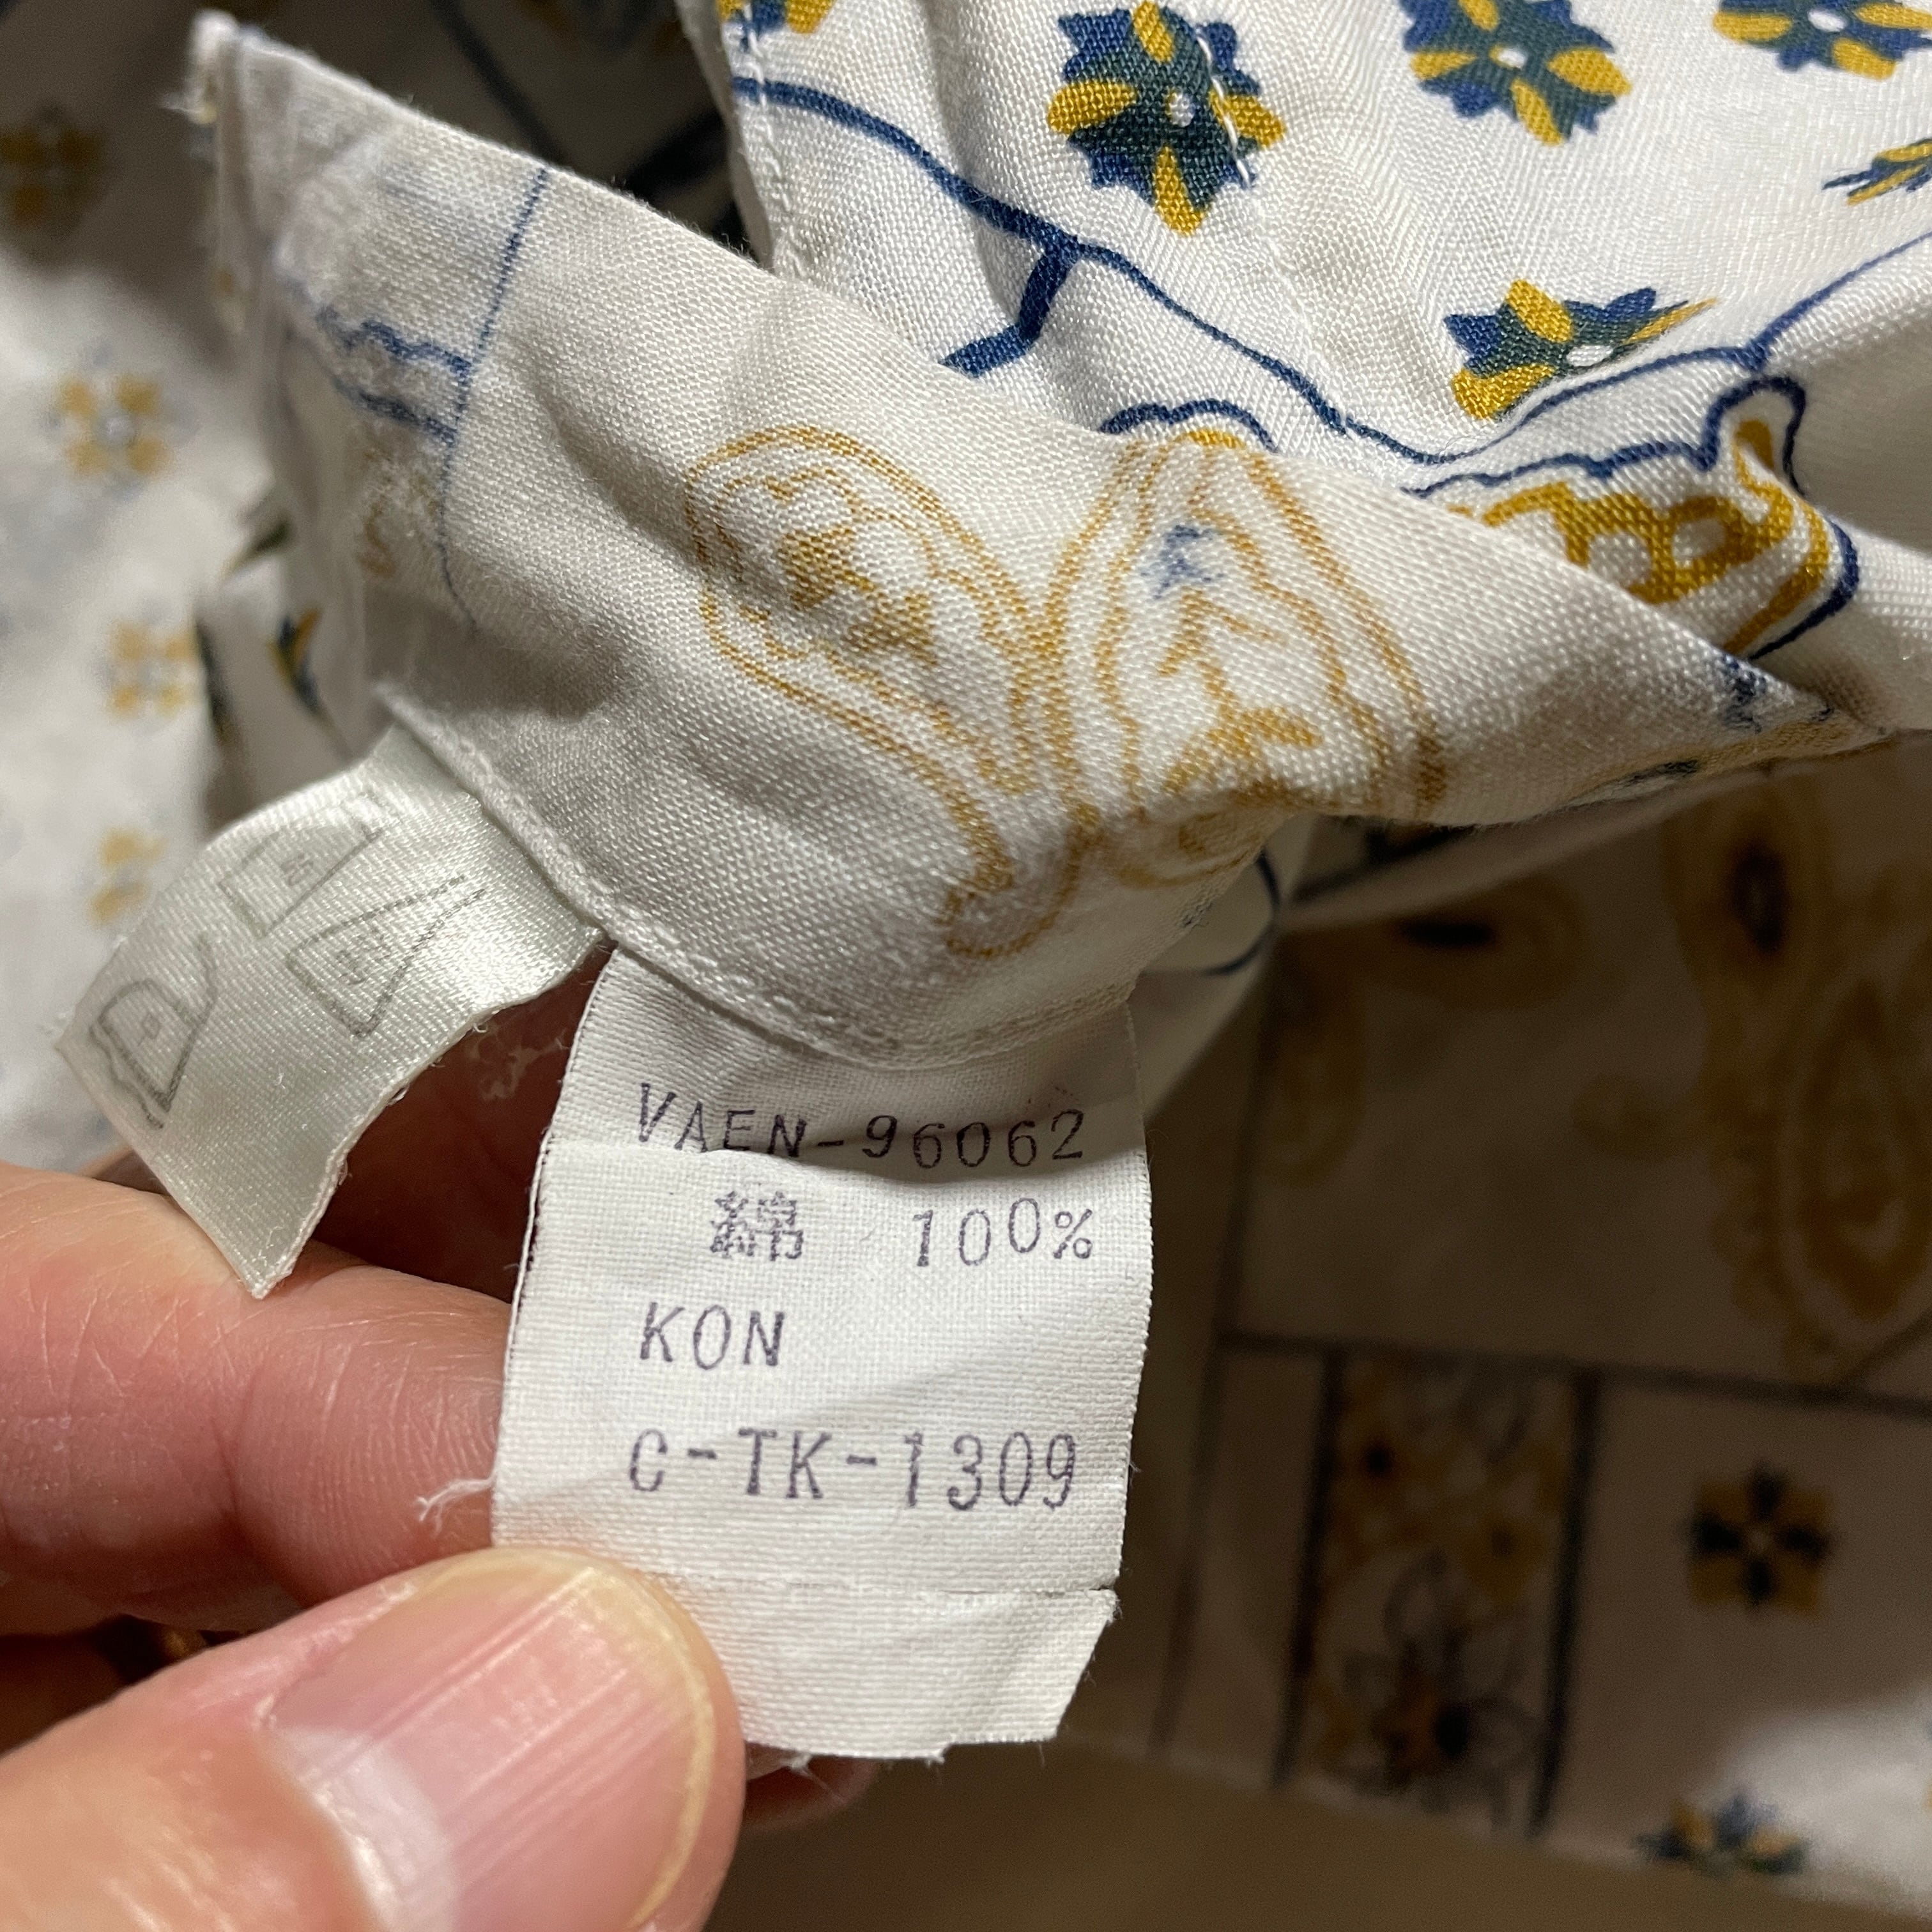 VAEN-96062
綿 100%
KON
C-TK-1309